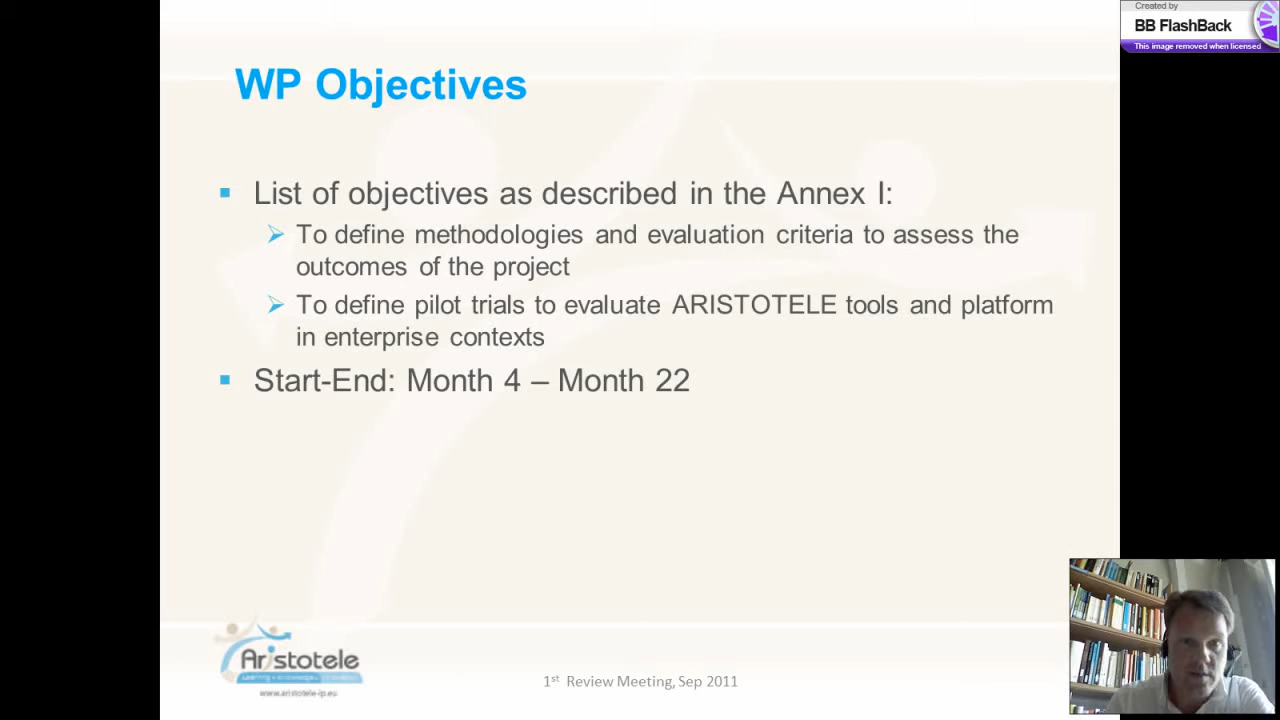 Created by
BB FlashBack
This image removed when licensed
WP Objectives
List of objectives as described in the Annex I:
To define methodologies and evaluation criteria to assess the
outcomes of the project
To define pilot trials to evaluate ARISTOTELE tools and platform
in enterprise contexts
Start-End: Month 4 – Month 22
Aristotele
www.aristotele-ip.eu
1st Review Meeting, Sep 2011